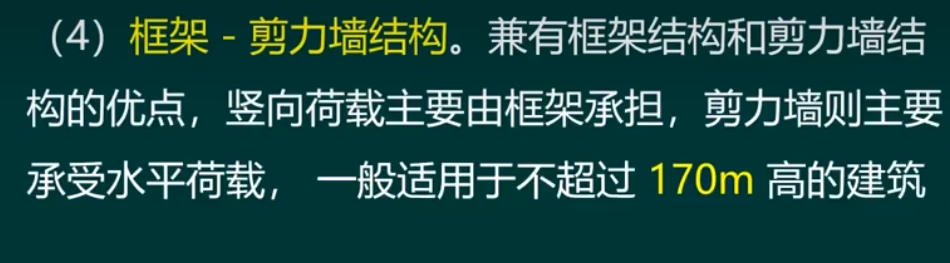 （4）框架 - 剪力墙结构。兼有框架结构和剪力墙结
构的优点，竖向荷载主要由框架承担，剪力墙则主要
承受水平荷载， 一般适用于不超过 170m 高的建筑